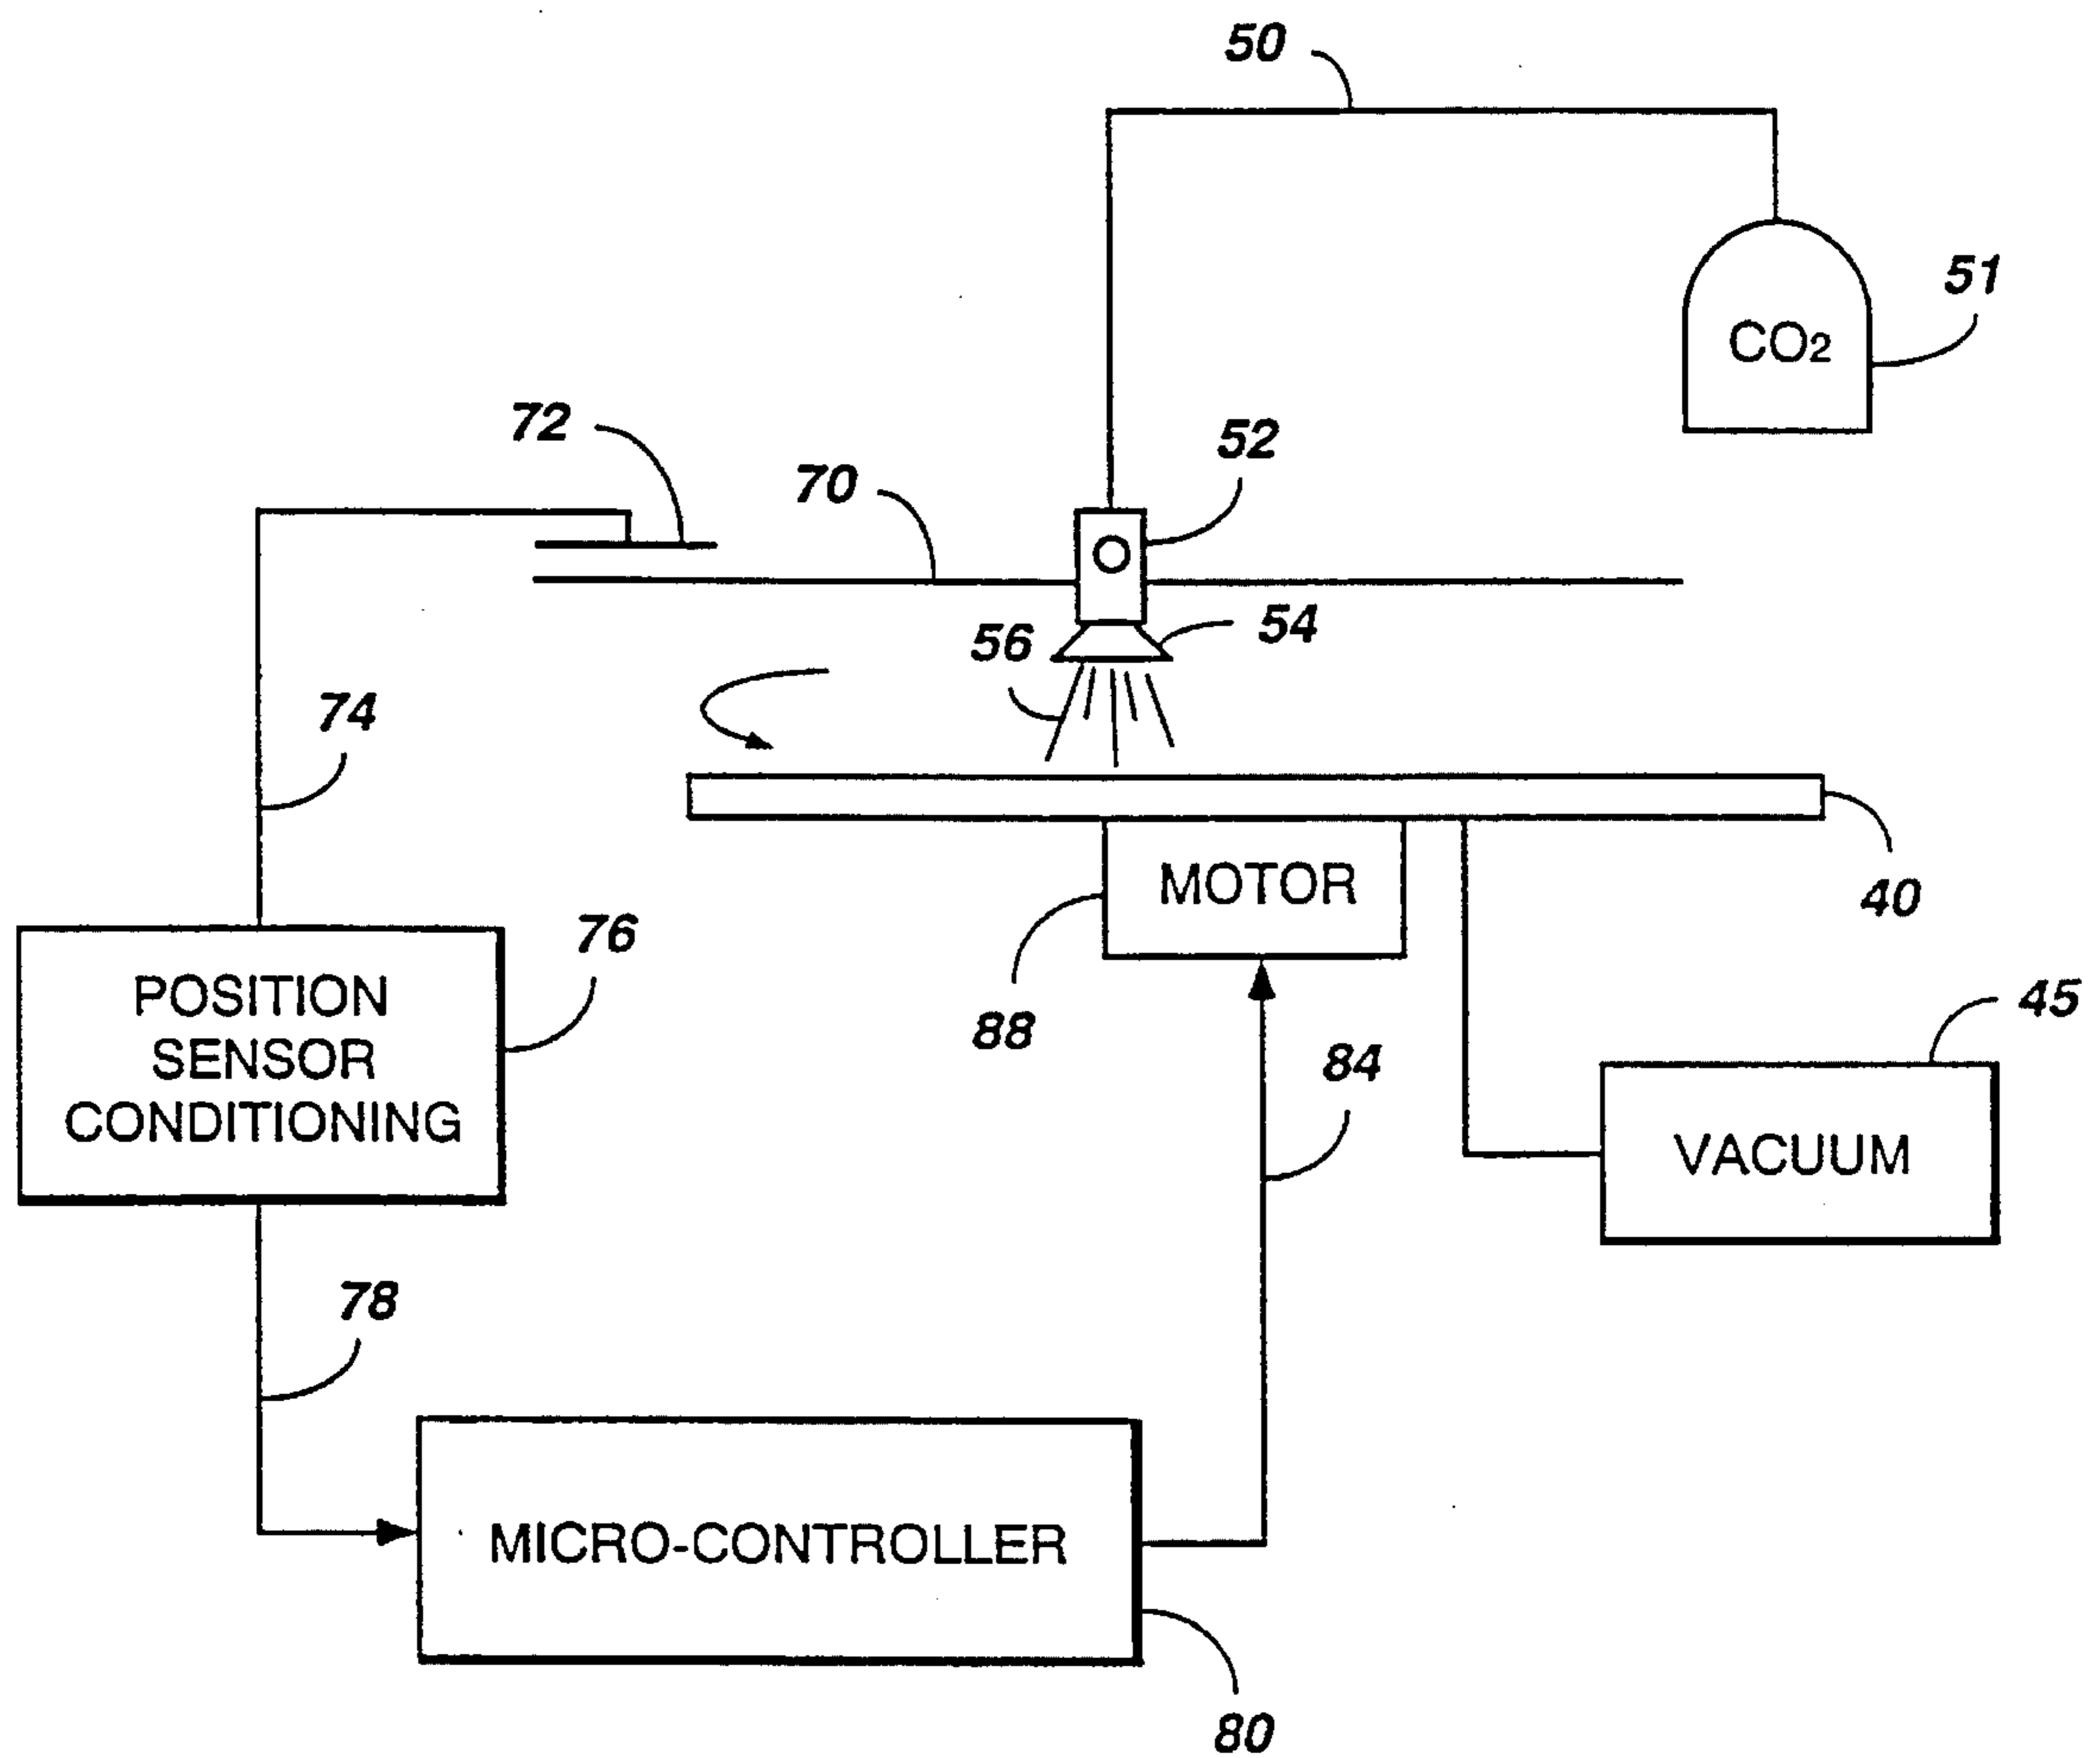 50
51
CO2
72
52
70
54
56
74
40
MOTOR
76
POSITION
SENSOR
CONDITIONING
88
45
84
VACUUM
78
MICRO-CONTROLLER
80